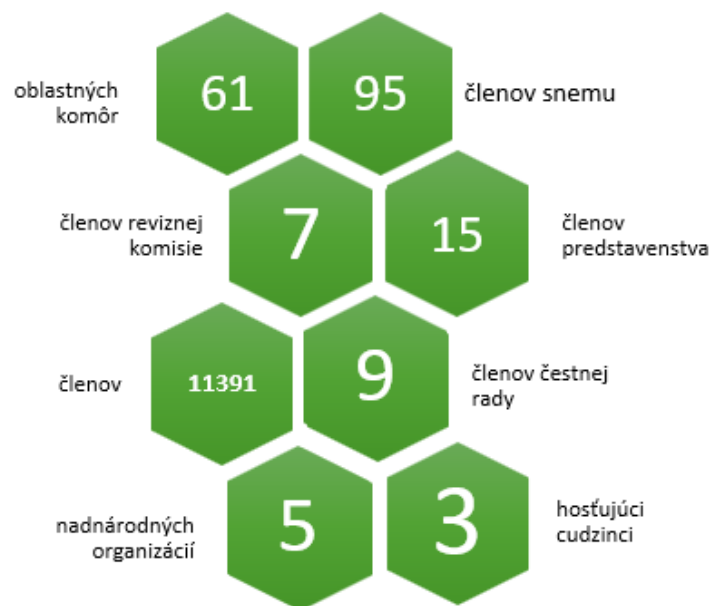 oblastných
komôr
61
95
členov snemu
členov reviznej
komisie
7
15
členov
predstavenstva
členov
11391
9
členov čestnej
rady
nadnárodných
organizácií
5
3
hosťujúci
cudzinci